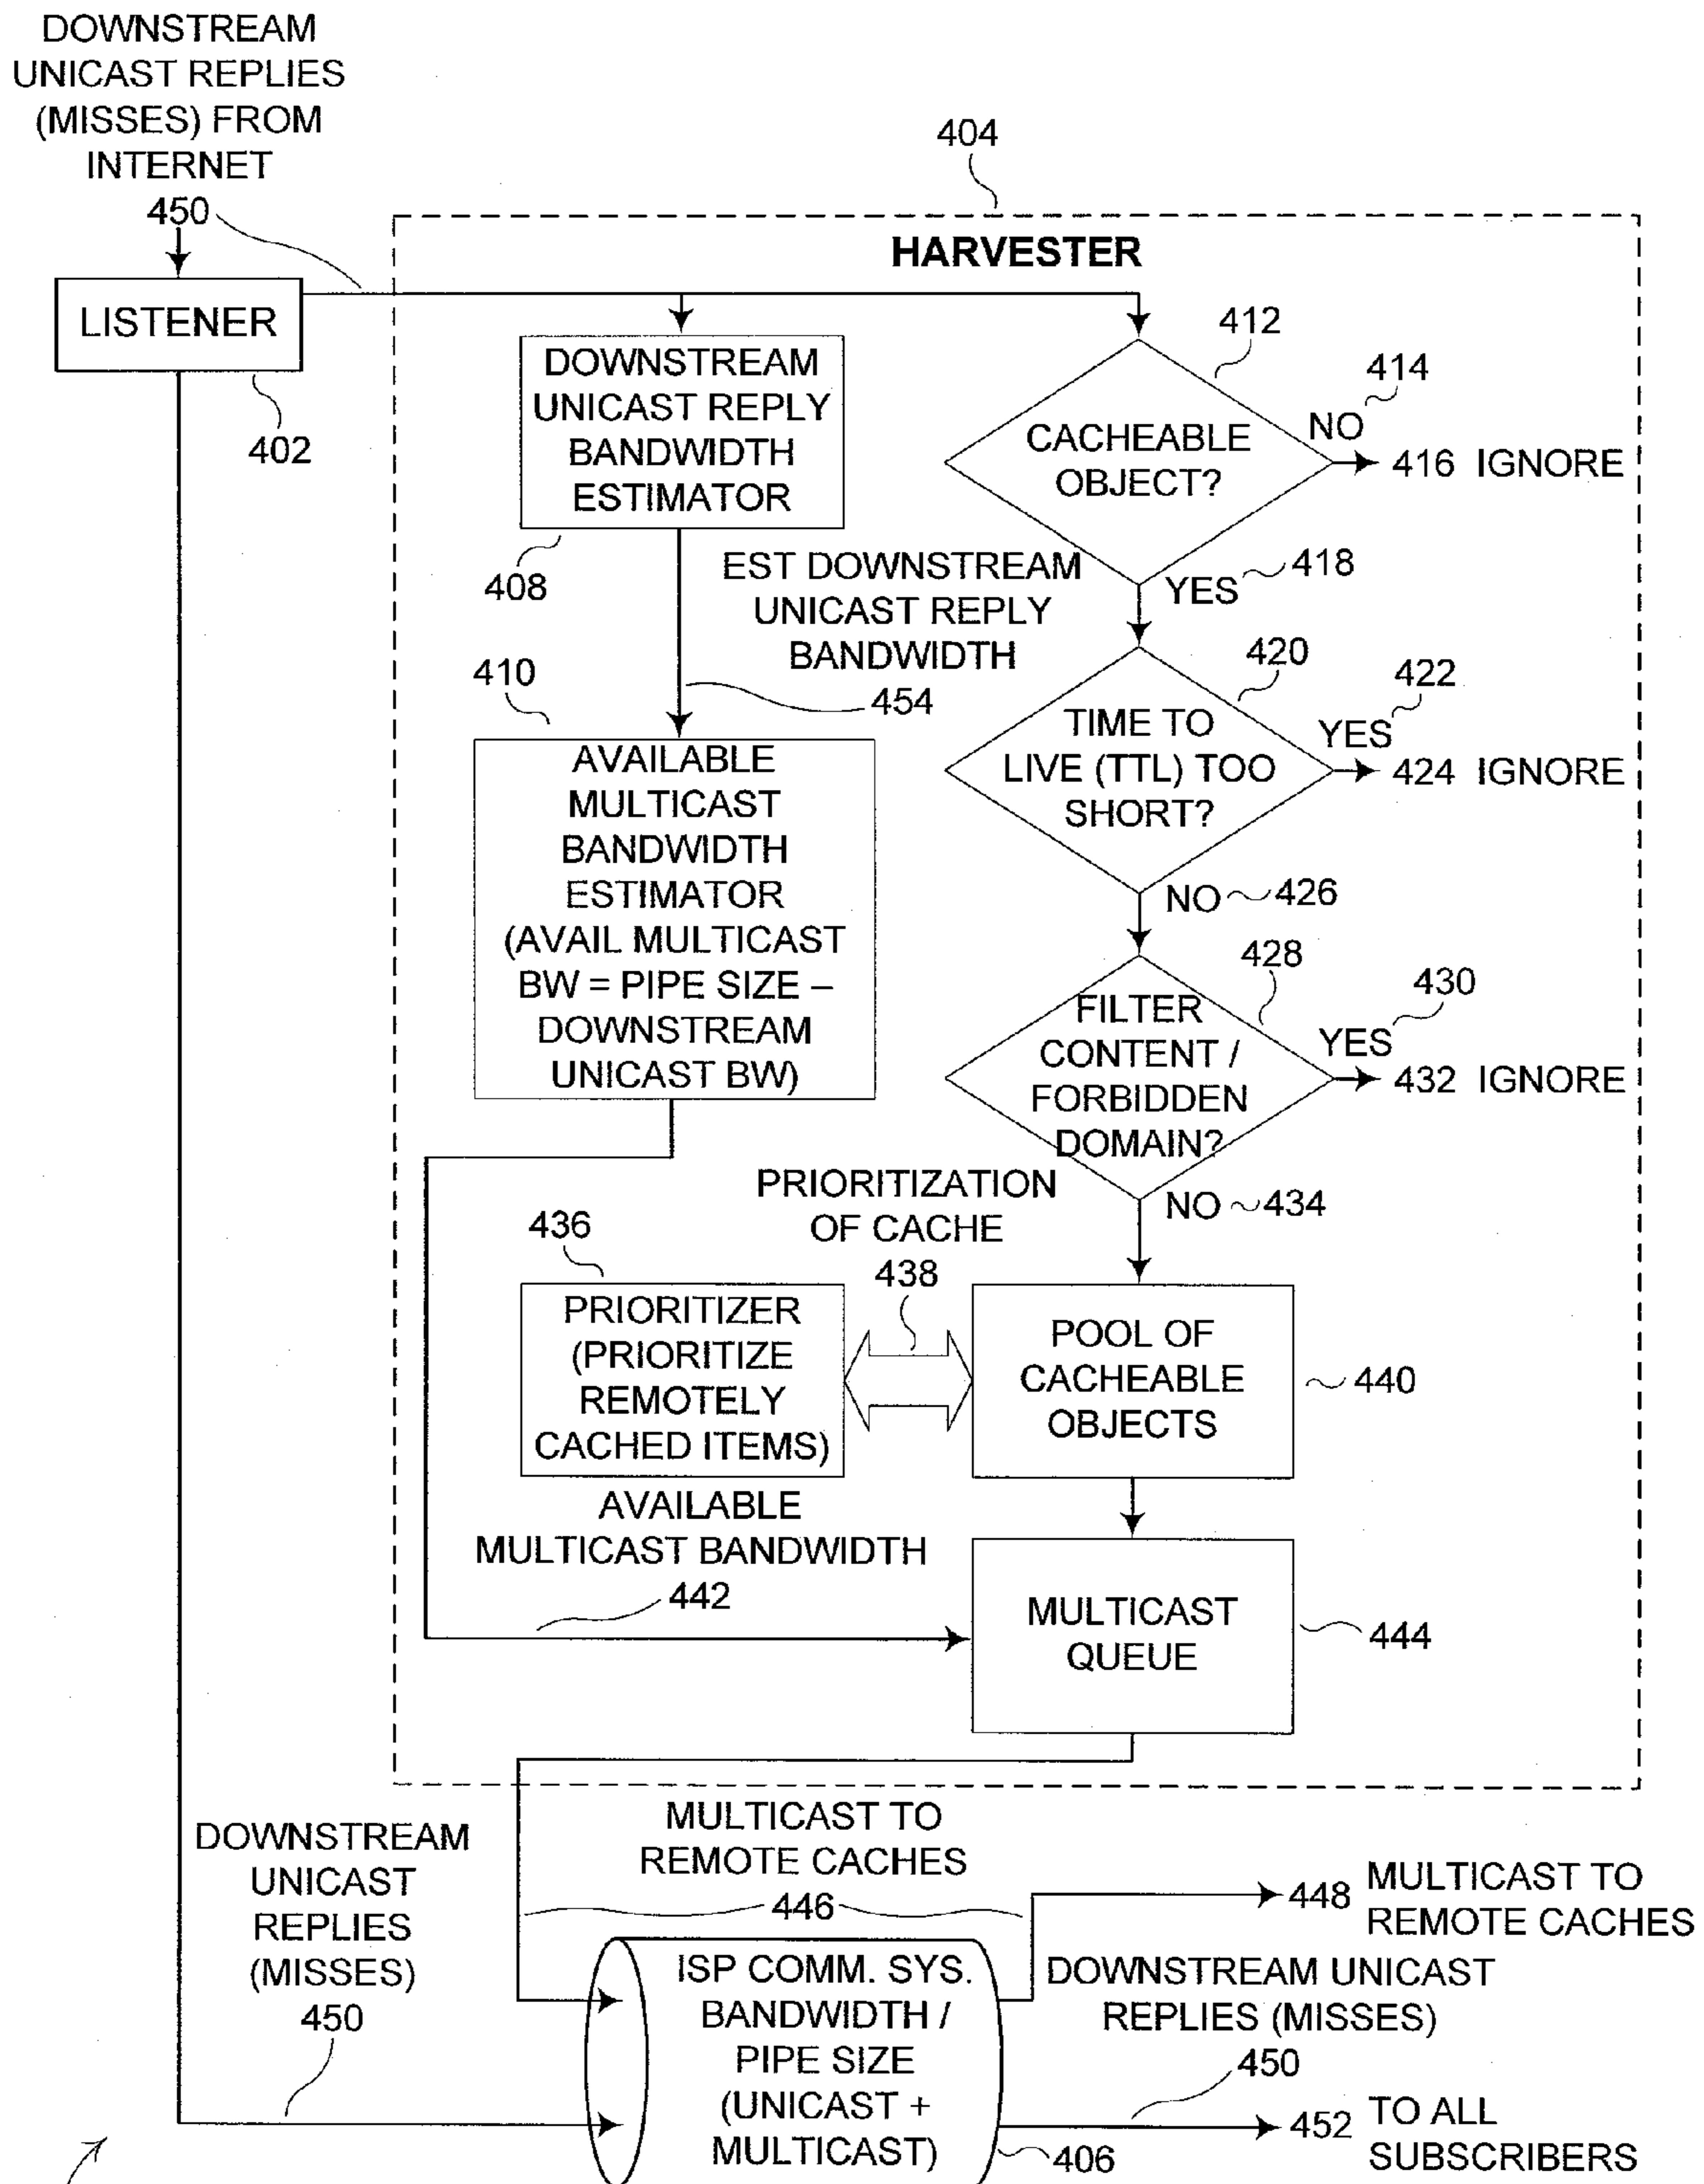 DOWNSTREAM
UNICAST REPLIES
(MISSES) FROM
INTERNET
450
404
HARVESTER
LISTENER
402
DOWNSTREAM
UNICAST REPLY
BANDWIDTH
ESTIMATOR
408
412
CACHEABLE
OBJECT?
414
NO
416 IGNORE
YES 418
EST DOWNSTREAM
UNICAST REPLY
BANDWIDTH
454
410
AVAILABLE
MULTICAST
BANDWIDTH
ESTIMATOR
(AVAIL MULTICAST
BW = PIPE SIZE –
DOWNSTREAM
UNICAST BW)
420
TIME TO
LIVE (TTL) TOO
SHORT?
422
YES
424 IGNORE
NO 426
428
FILTER
CONTENT /
FORBIDDEN
DOMAIN?
430
YES
432 IGNORE
NO 434
PRIORITIZATION
OF CACHE
438
436
PRIORITIZER
(PRIORITIZE
REMOTELY
CACHED ITEMS)
POOL OF
CACHEABLE
OBJECTS
440
AVAILABLE
MULTICAST BANDWIDTH
442
MULTICAST
QUEUE
444
MULTICAST TO
REMOTE CACHES
446
DOWNSTREAM
UNICAST
REPLIES
(MISSES)
450
ISP COMM. SYS.
BANDWIDTH /
PIPE SIZE
(UNICAST +
MULTICAST)
406
448 MULTICAST TO
REMOTE CACHES
DOWNSTREAM UNICAST
REPLIES (MISSES)
450
452 TO ALL
SUBSCRIBERS